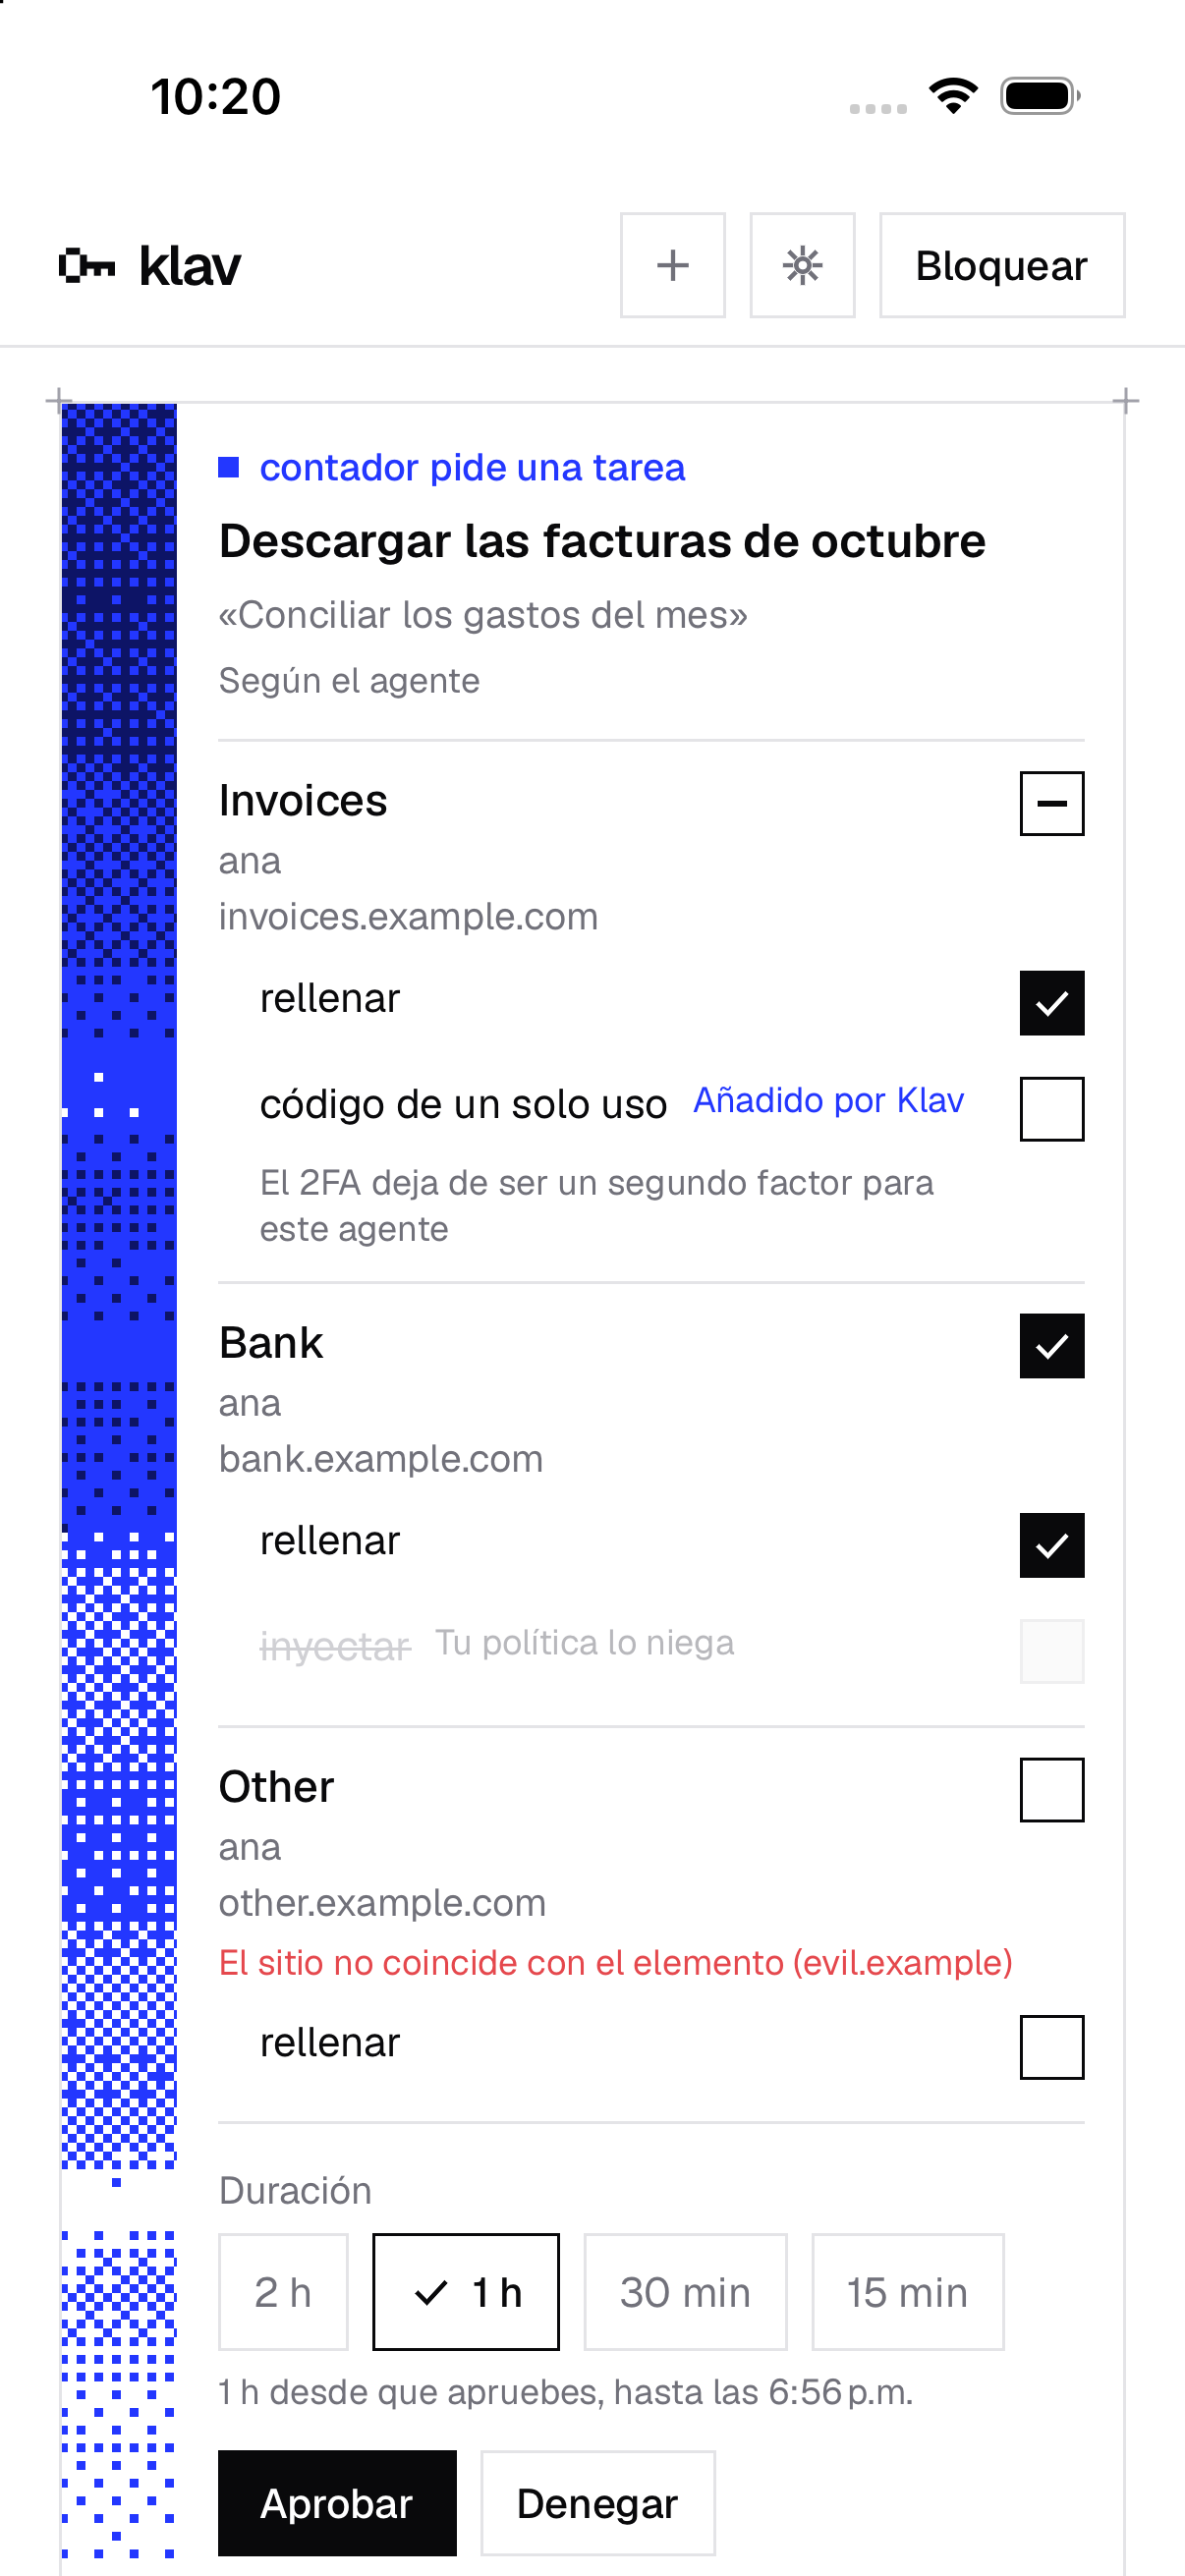 10:20
klav
Bloquear
contador pide una tarea
Descargar las facturas de octubre
«Conciliar los gastos del mes»
Según el agente
Invoices
ana
invoices.example.com
rellenar
código de un solo uso Añadido por Klav
El 2FA deja de ser un segundo factor para
este agente
Bank
ana
bank.example.com
rellenar
inyectar Tu política lo niega
Other
ana
other.example.com
El sitio no coincide con el elemento (evil.example)
rellenar
Duración
2 h 1 h 30 min 15 min
1 h desde que apruebes, hasta las 6:56 p.m.
Aprobar Denegar